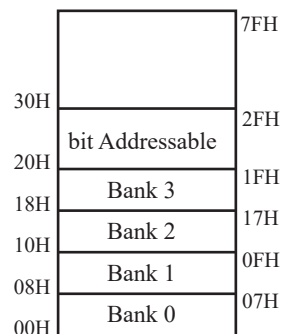 7FH
30H
2FH
bit Addressable
20H
1FH
Bank 3
18H
17H
Bank 2
10H
0FH
Bank 1
08H
07H
Bank 0
00H